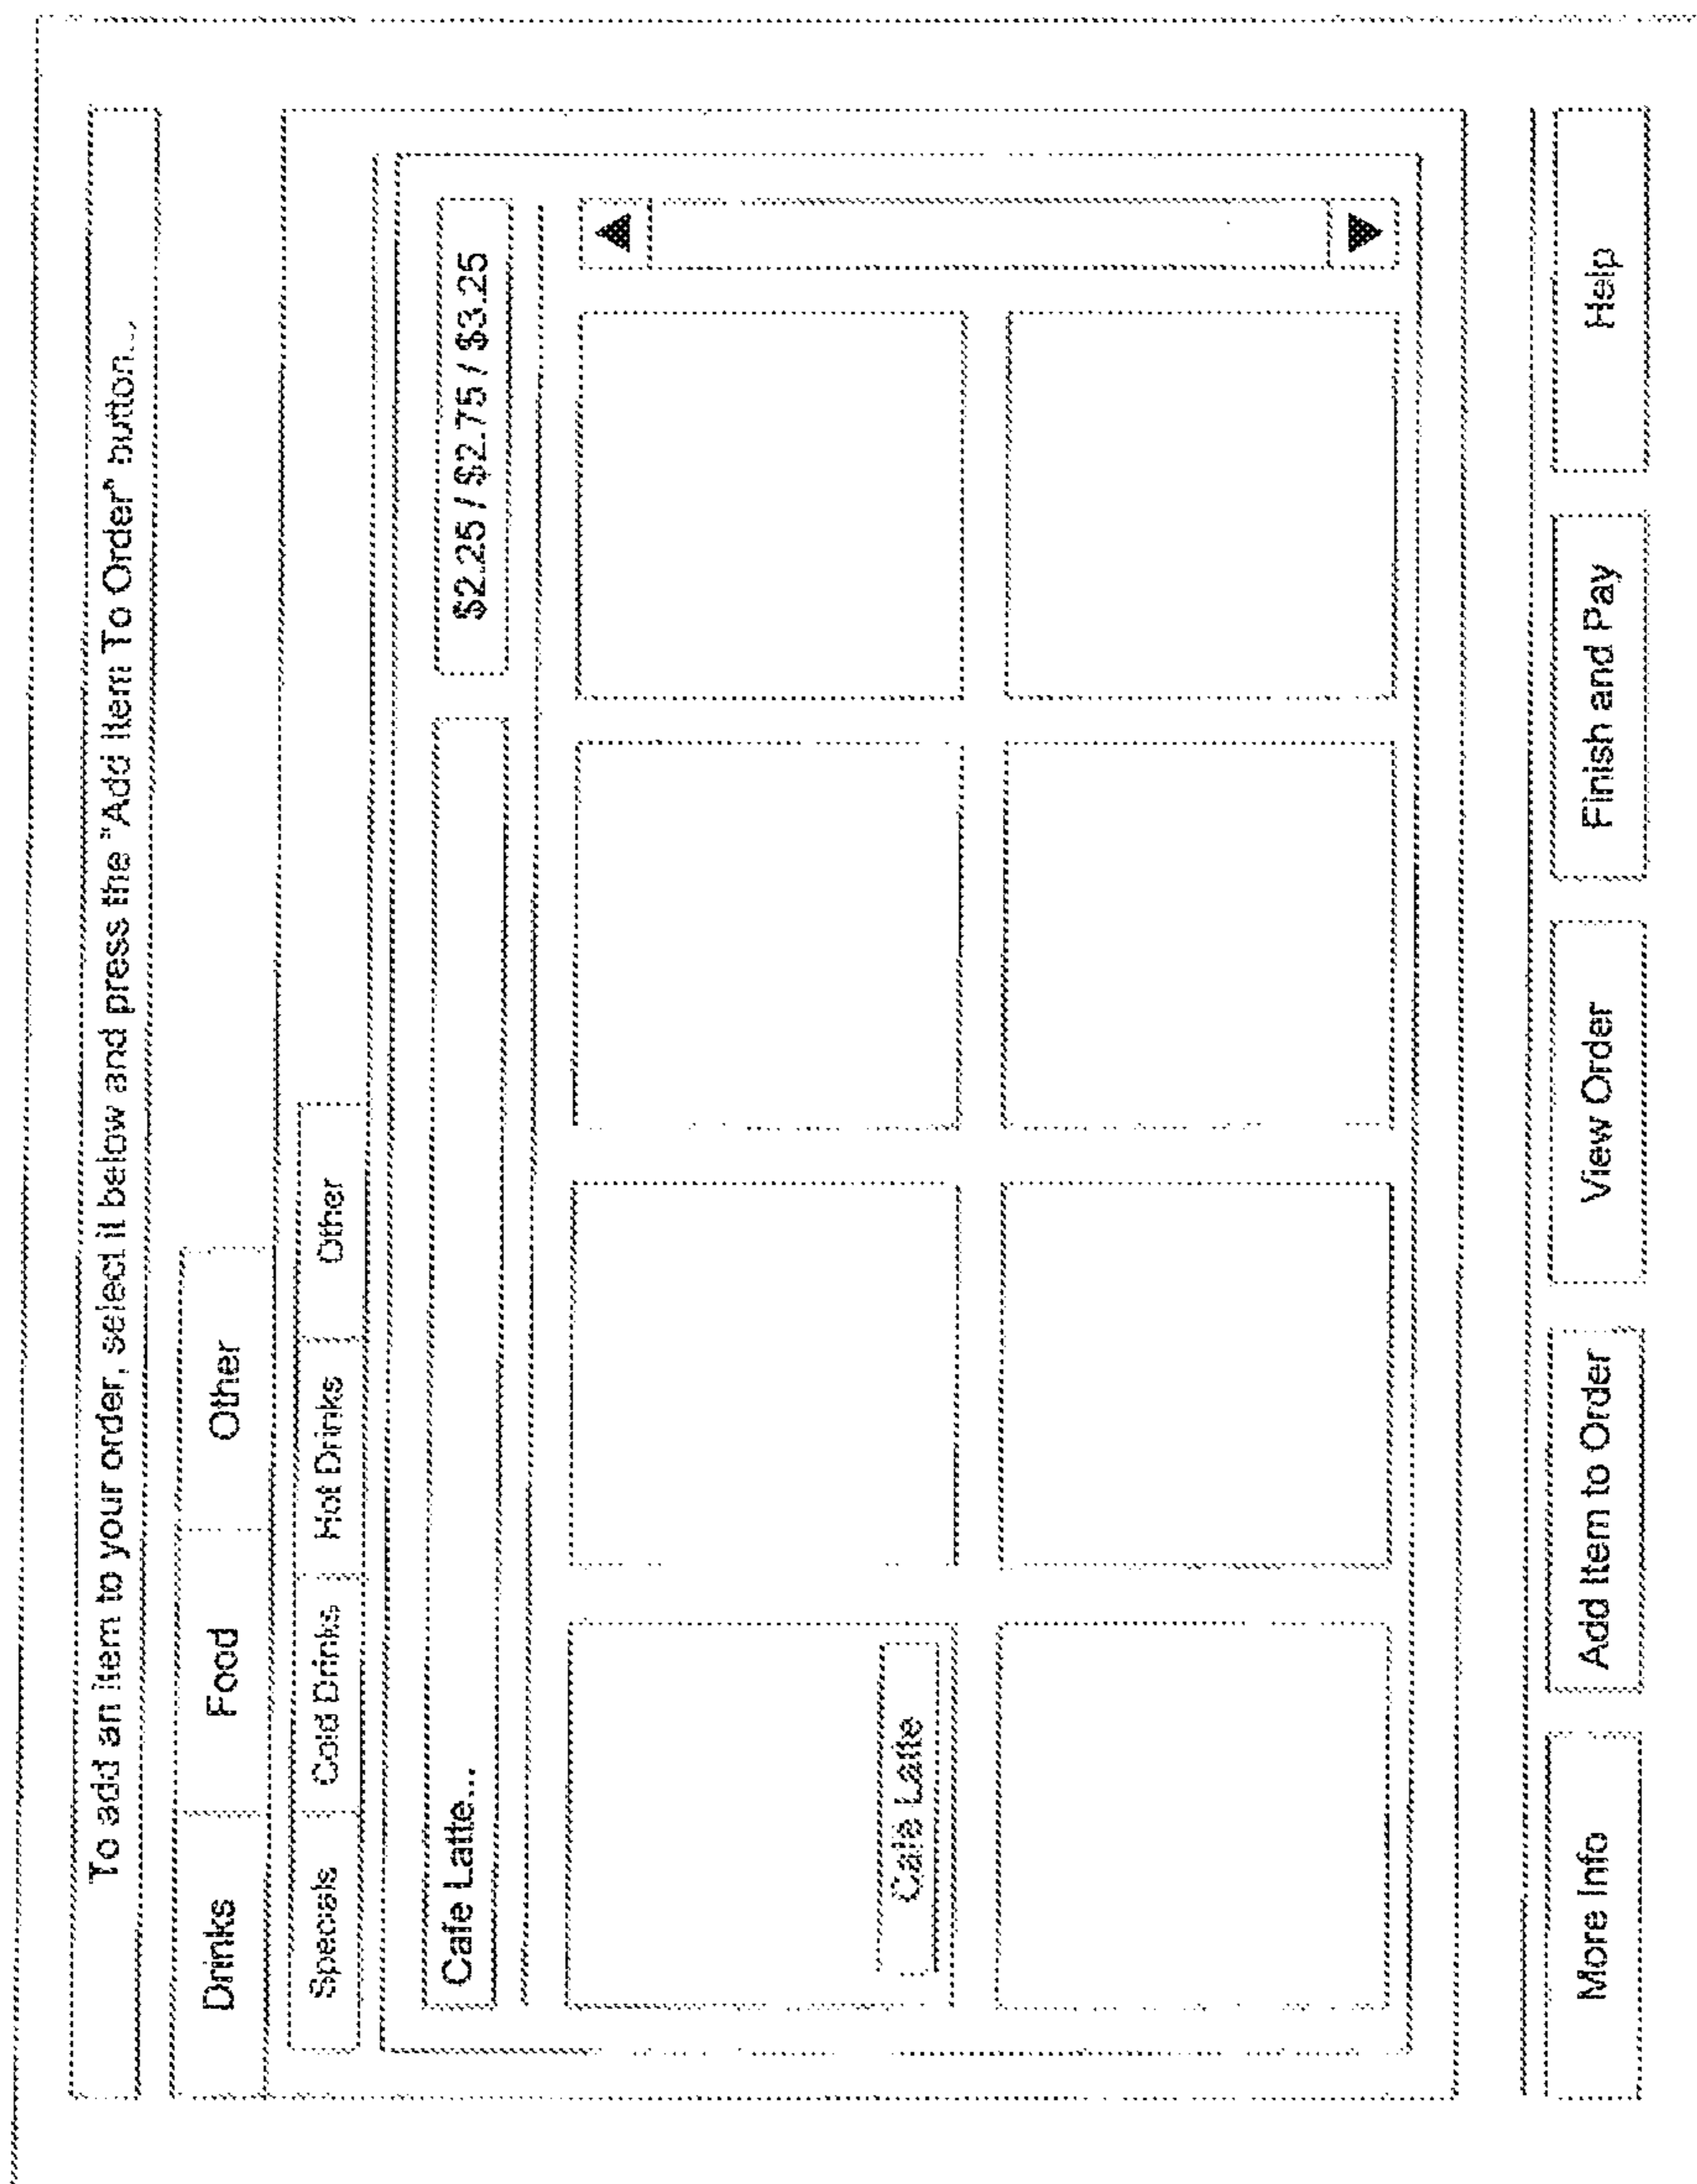 To add an item to your order, select it below and press the "Add Item To Order" button...
Drinks Food Other
Specials Cold Drinks Hot Drinks Other
Cafe Latte... $2.25 / $2.75 / $3.25
Cafe Latte
More Info Add Item to Order View Order Finish and Pay Help